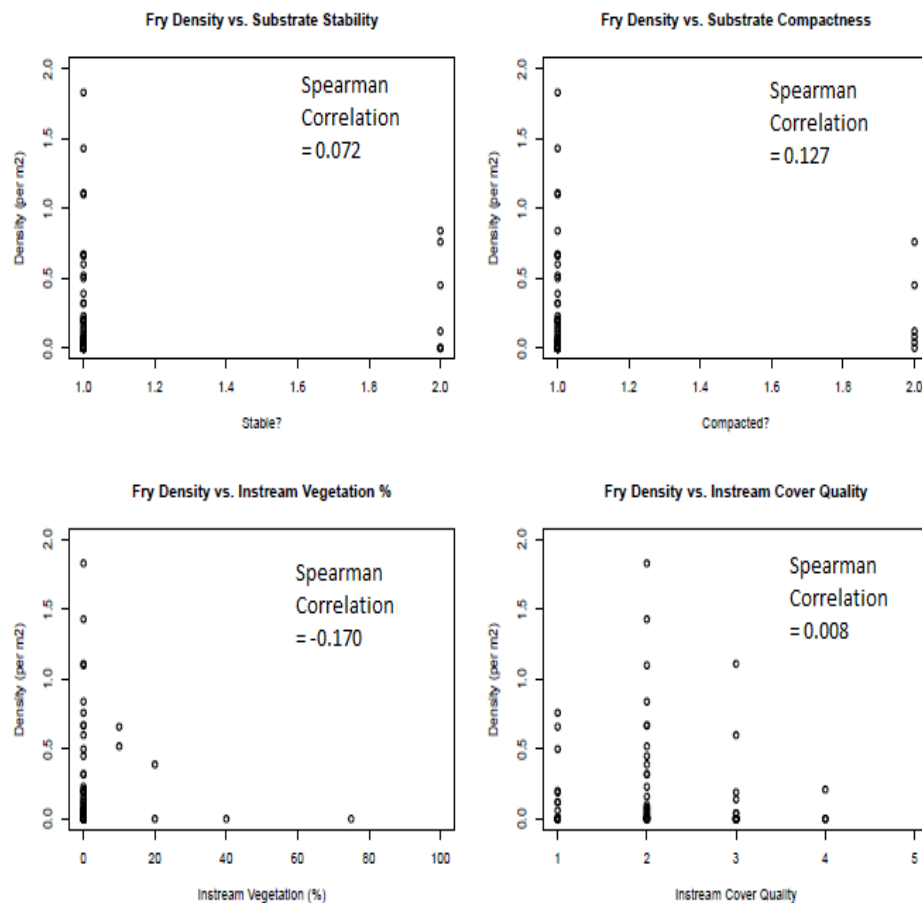 Fry Density vs. Substrate Stability
Spearman
Correlation
= 0.072
Density (per m2)
2.0
1.5
1.0
0.5
0.0
1.0 1.2 1.4 1.6 1.8 2.0
Stable?
Fry Density vs. Substrate Compactness
Spearman
Correlation
= 0.127
Density (per m2)
2.0
1.5
1.0
0.5
0.0
1.0 1.2 1.4 1.6 1.8 2.0
Compacted?
Fry Density vs. Instream Vegetation %
Spearman
Correlation
= -0.170
Density (per m2)
2.0
1.5
1.0
0.5
0.0
0 20 40 60 80 100
Instream Vegetation (%)
Fry Density vs. Instream Cover Quality
Spearman
Correlation
= 0.008
Density (per m2)
2.0
1.5
1.0
0.5
0.0
1 2 3 4 5
Instream Cover Quality